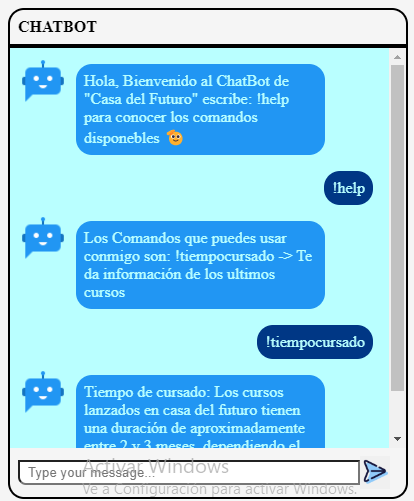 CHATBOT
Hola, Bienvenido al ChatBot de
"Casa del Futuro" escribe: !help
para conocer los comandos
disponebles
!help
Los Comandos que puedes usar
conmigo son: !tiempocursado -> Te
da información de los ultimos
cursos
!tiempocursado
Tiempo de cursado: Los cursos
lanzados en casa del futuro tienen
una duración de aproximadamente
entre 2 y 3 meses, dependiendo el
Type your message...
Activar Windows
Ve a Configuración para activar Windows.